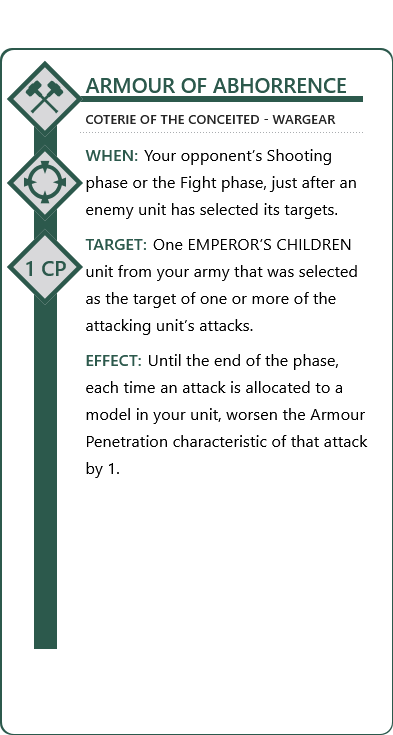 ARMOUR OF ABHORRENCE
COTERIE OF THE CONCEITED - WARGEAR
WHEN: Your opponent’s Shooting
phase or the Fight phase, just after an
enemy unit has selected its targets.
1 CP
TARGET: One EMPEROR’S CHILDREN
unit from your army that was selected
as the target of one or more of the
attacking unit’s attacks.
EFFECT: Until the end of the phase,
each time an attack is allocated to a
model in your unit, worsen the Armour
Penetration characteristic of that attack
by 1.